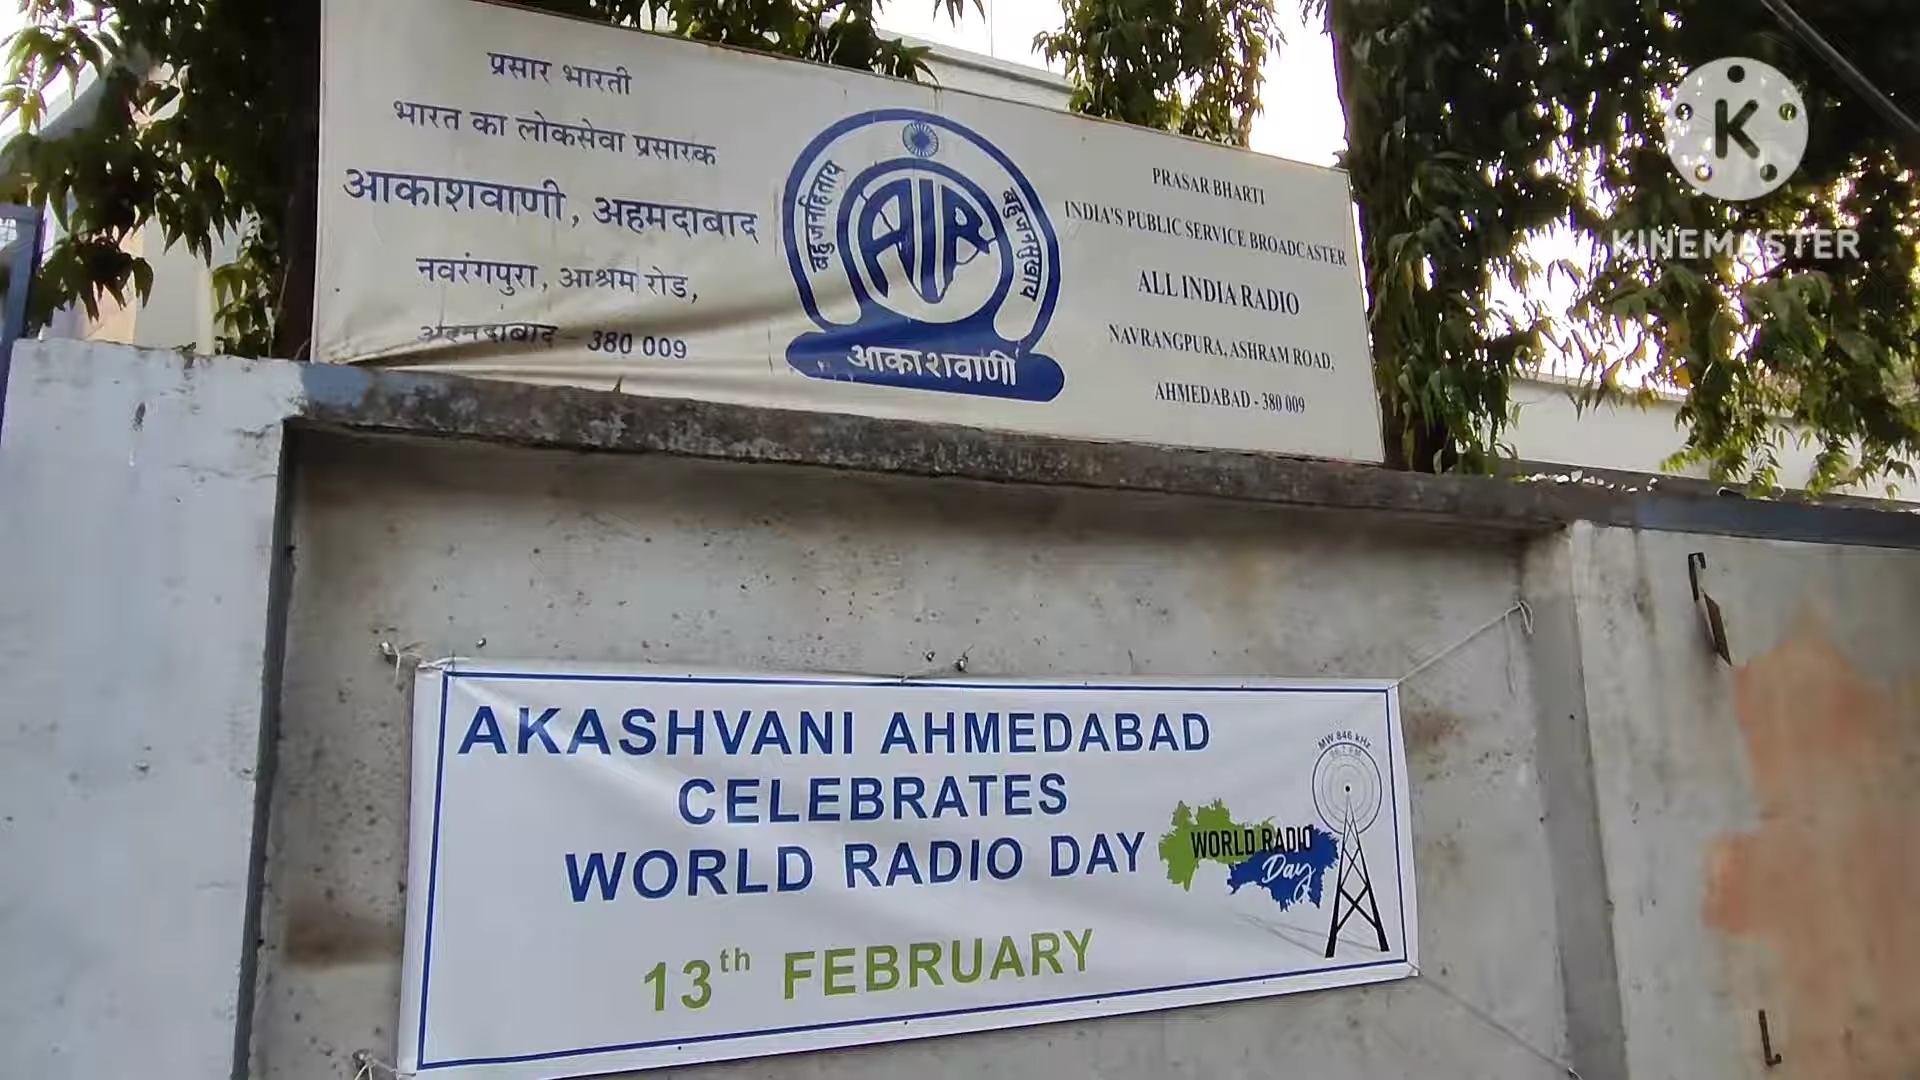 प्रसार भारती
भारत का लोकसेवा प्रसारक
आकाशवाणी, अहमदाबाद
नवरंगपुरा, आश्रम रोड,
अहमदाबाद - 380 009
बहुजनहिताय
बहुजनसुखाय
AIR
आकाशवाणी
PRASAR BHARTI
INDIA'S PUBLIC SERVICE BROADCASTER
ALL INDIA RADIO
NAVRANGPURA, ASHRAM ROAD,
AHMEDABAD - 380 009
K
KINEMASTER
AKASHVANI AHMEDABAD
CELEBRATES
WORLD RADIO DAY
13th FEBRUARY
WORLD RADIO
Day
MW 846 kHz